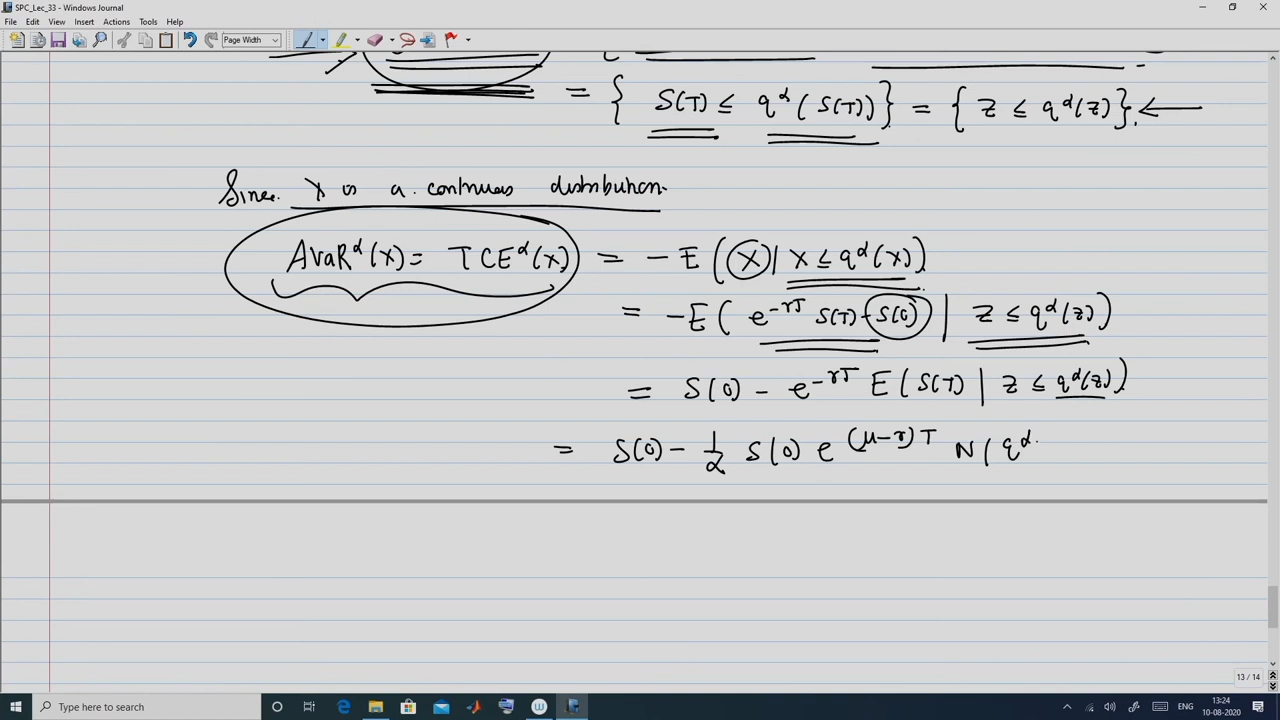 SPC_Lec_33 - Windows Journal
File Edit View Insert Actions Tools Help
Page Width
= { S(T) ≤ q^α(S(T)) } = { Z ≤ q^α(Z) }. ←
Since X is a continuous distribution.
AVaR^α(X) = TCE^α(X) = - E( X | X ≤ q^α(X) )
= - E( e^{-rT} S(T) - S(0) | Z ≤ q^α(Z) )
= S(0) - e^{-rT} E( S(T) | Z ≤ q^α(Z) )
= S(0) - 1/α S(0) e^{(μ-r)T} N( q^α
13 / 14
Type here to search
ENG
13:24
10-08-2020